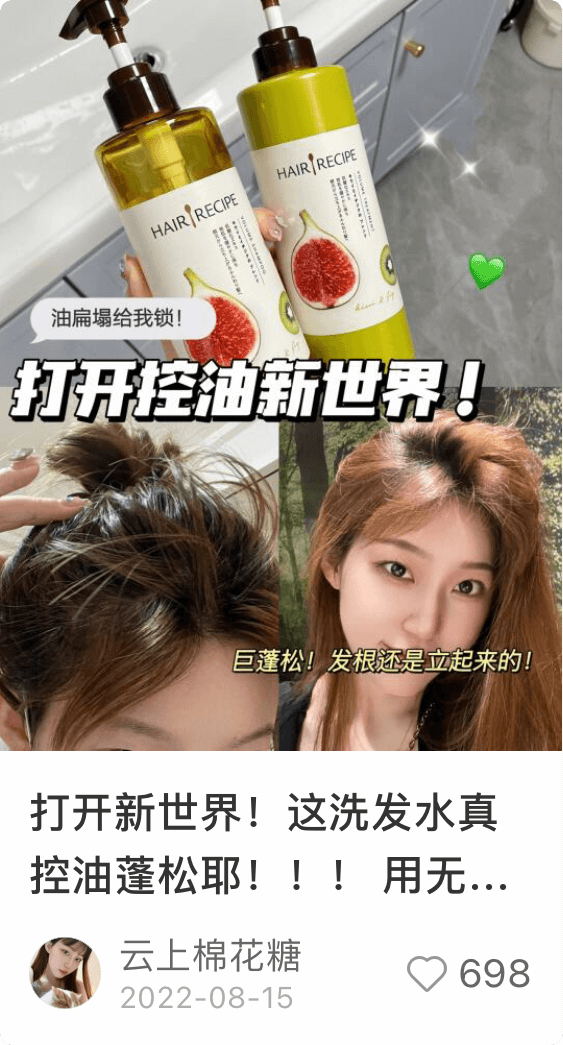 HAIR RECIPE
HAIR RECIPE
油扁塌给我锁！
打开控油新世界！
巨蓬松！发根还是立起来的！
打开新世界！这洗发水真
控油蓬松耶！！！ 用无...
云上棉花糖
2022-08-15
698